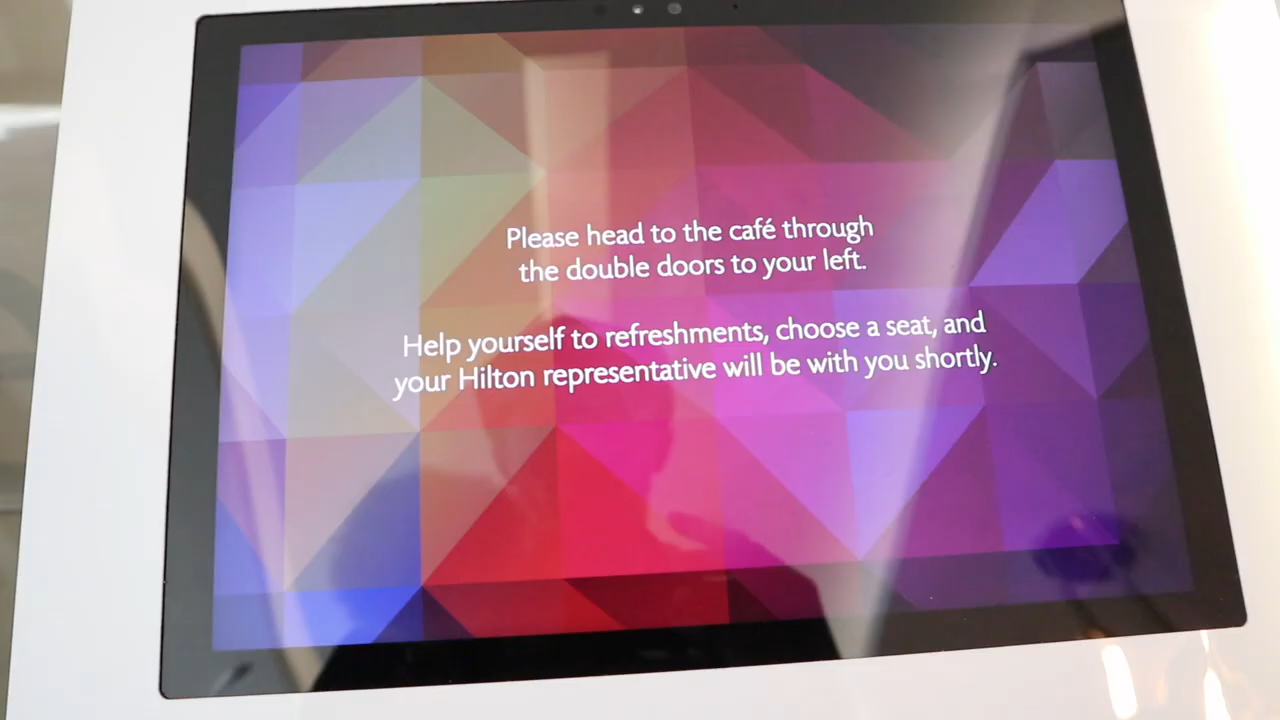 Please head to the café through
the double doors to your left.
Help yourself to refreshments, choose a seat, and
your Hilton representative will be with you shortly.